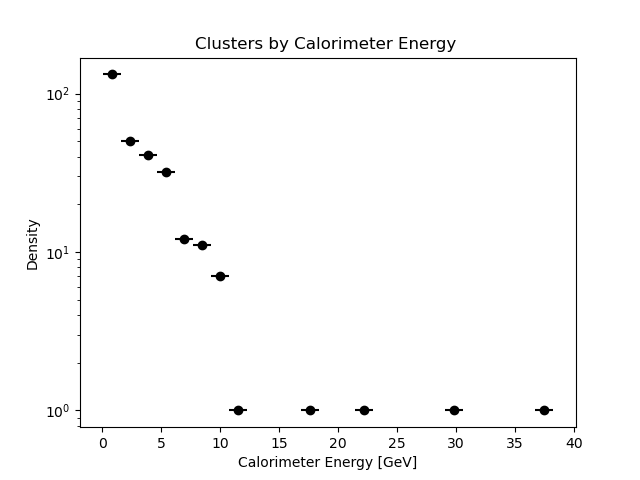 Clusters by Calorimeter Energy
Density
10²
10¹
10⁰
0 5 10 15 20 25 30 35 40
Calorimeter Energy [GeV]